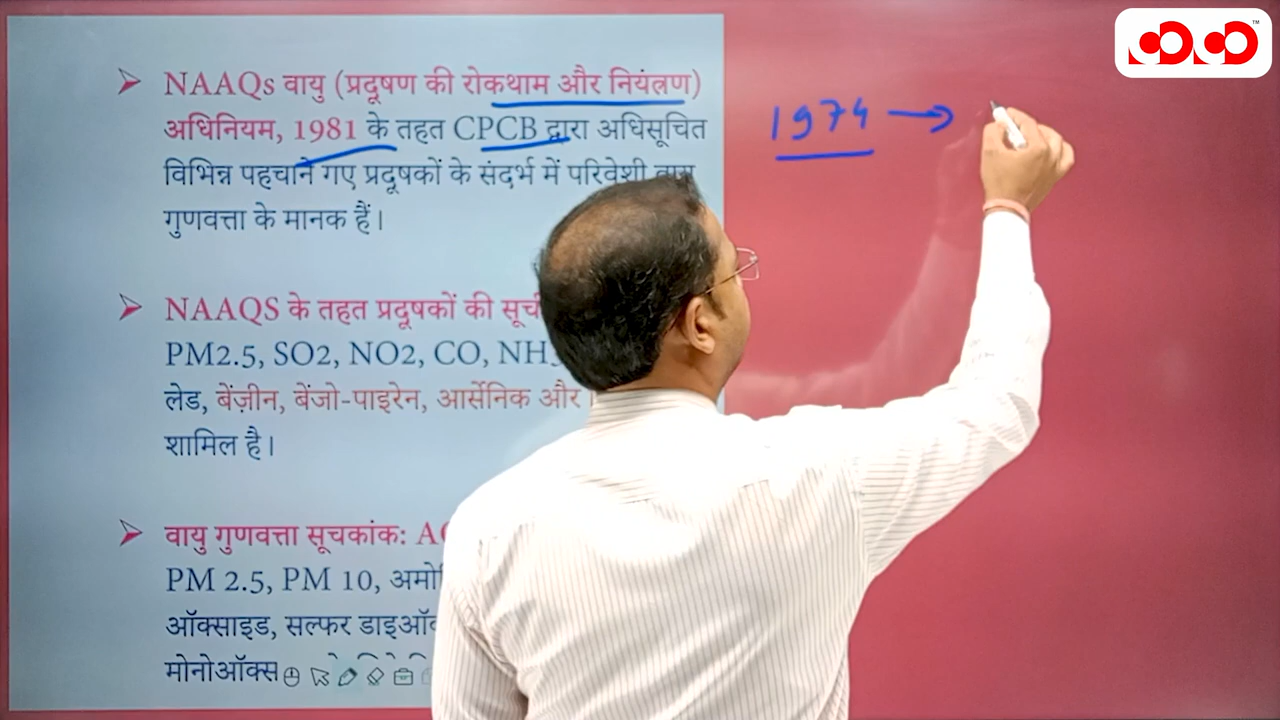 NAAQs वायु (प्रदूषण की रोकथाम और नियंत्रण)
अधिनियम, 1981 के तहत CPCB द्वारा अधिसूचित
विभिन्न पहचाने गए प्रदूषकों के संदर्भ में परिवेशी वायु
गुणवत्ता के मानक हैं।
NAAQS के तहत प्रदूषकों की सूची
PM2.5, SO2, NO2, CO, NH3
लेड, बेंज़ीन, बेंजो-पाइरेन, आर्सेनिक और
शामिल है।
वायु गुणवत्ता सूचकांक:
PM 2.5, PM 10,
ऑक्साइड, सल्फर
1974 →